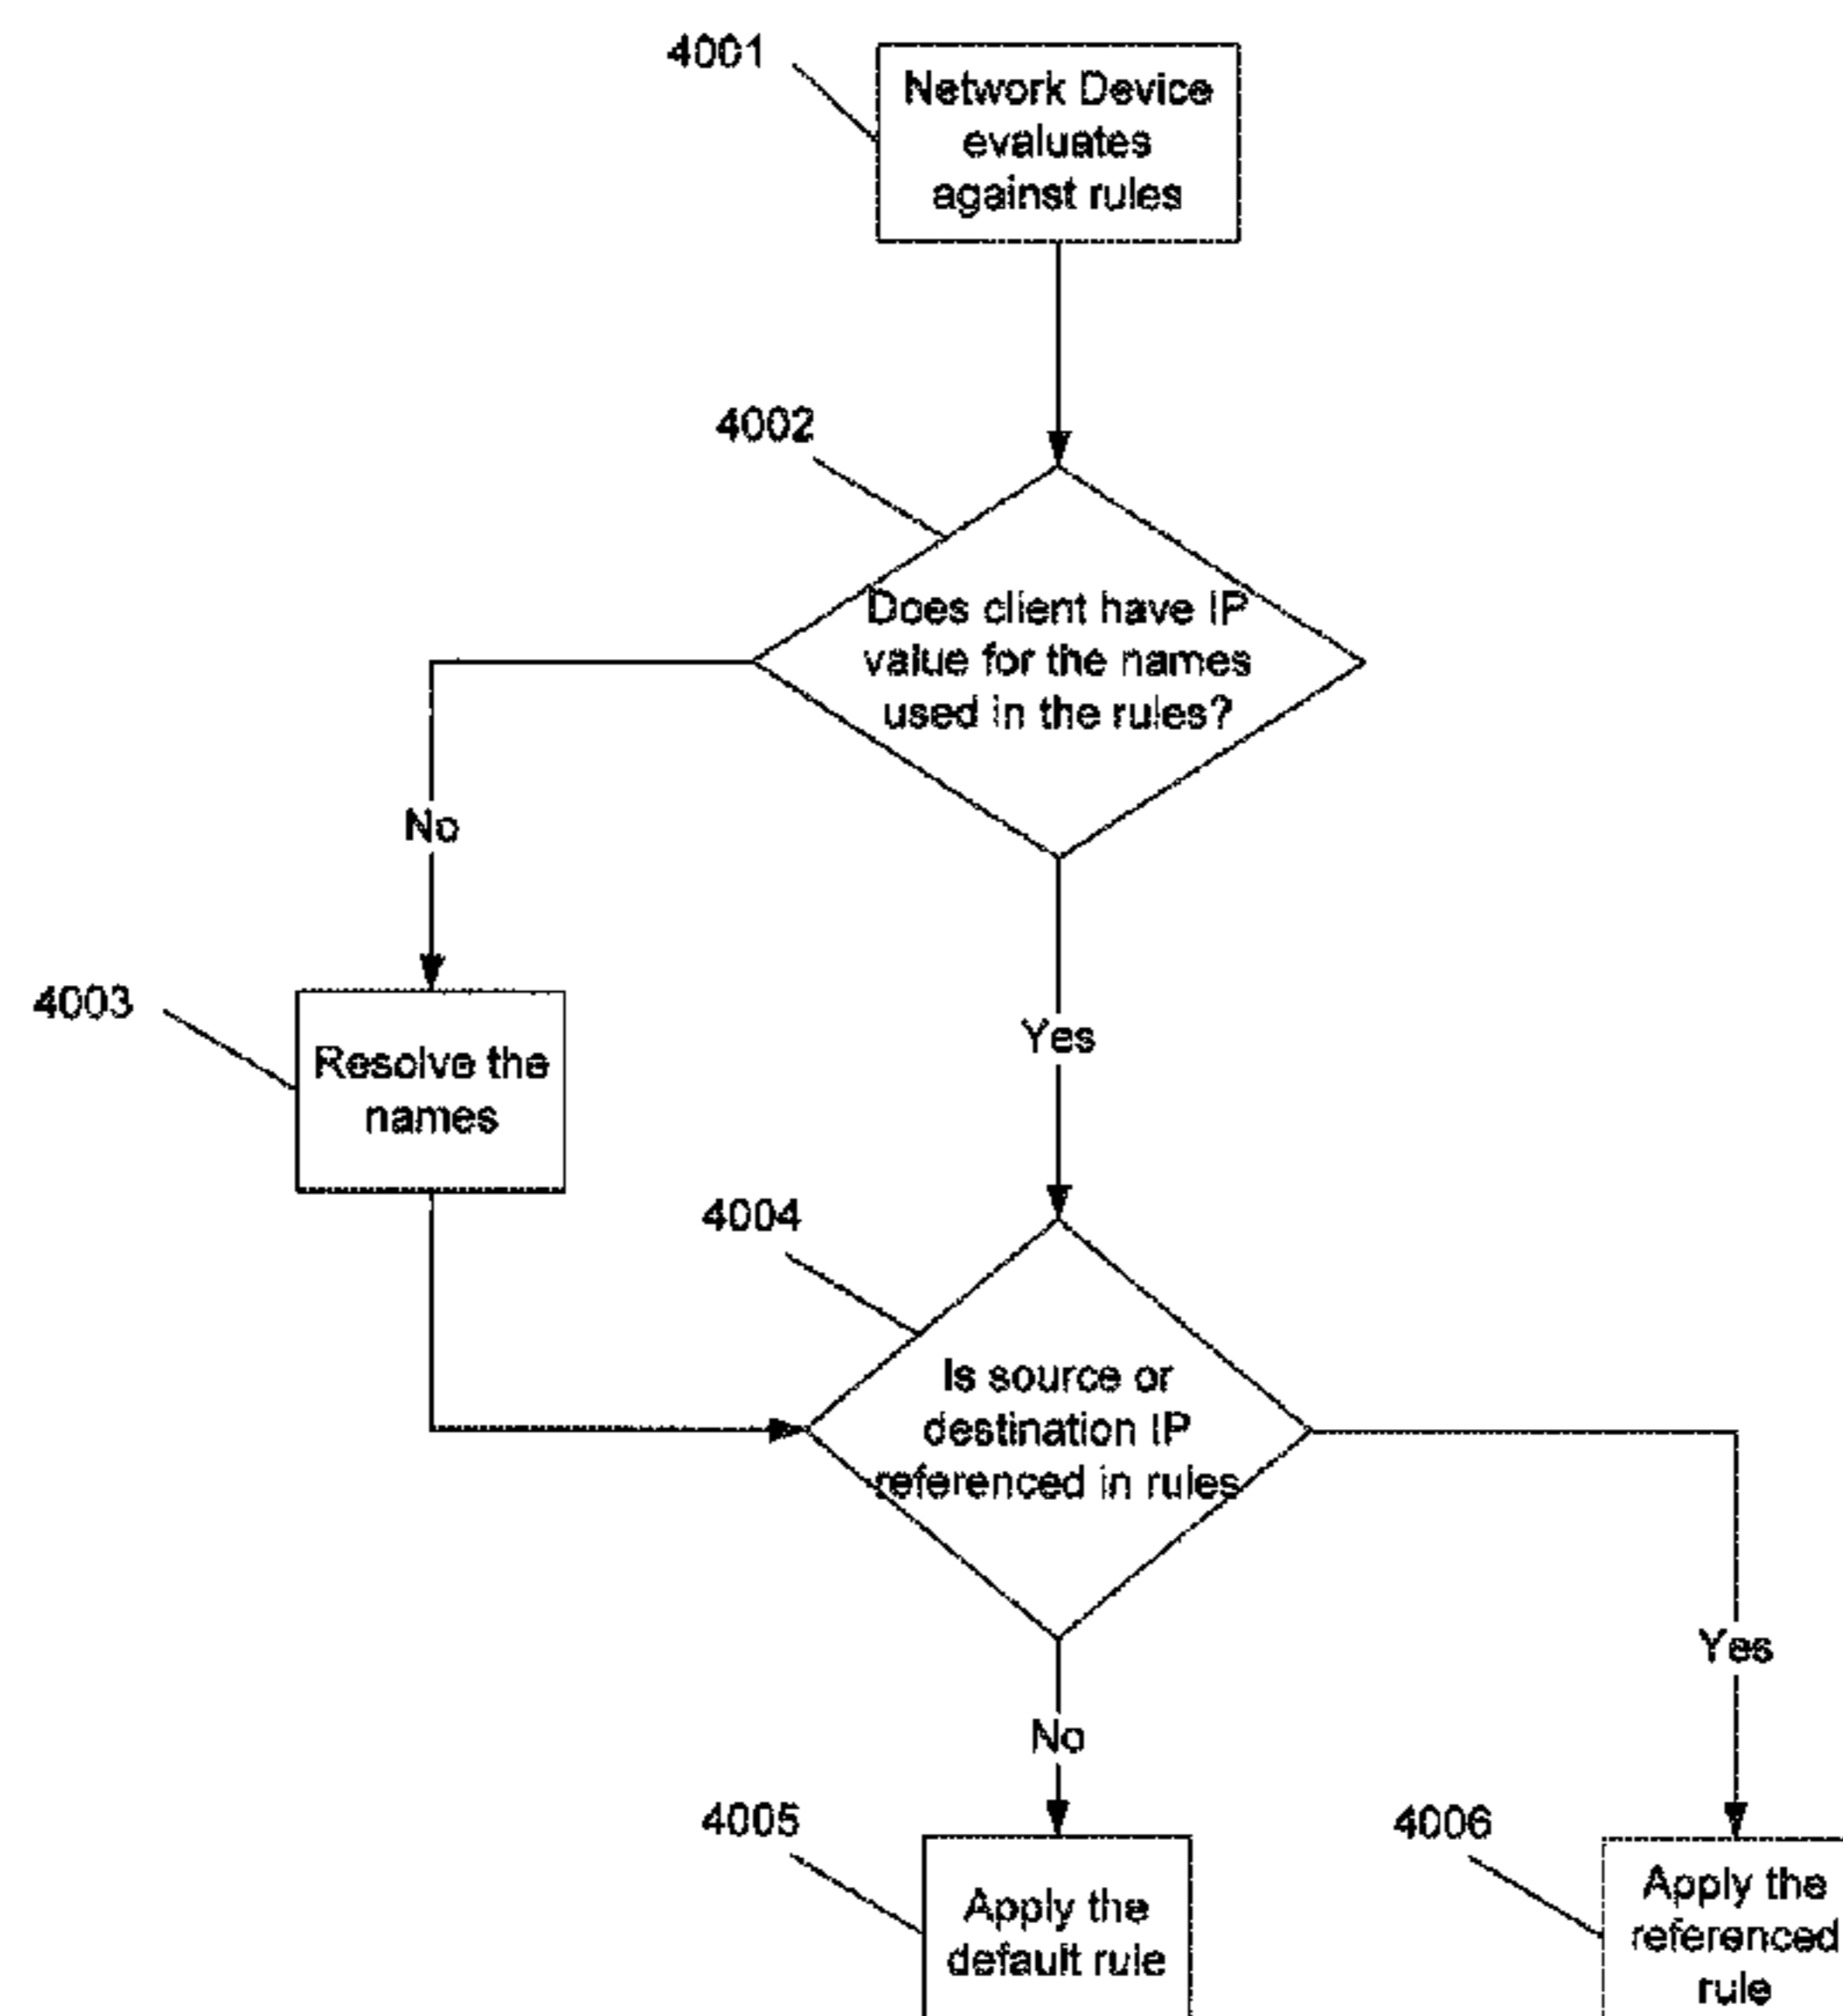 4001
Network Device
evaluates
against rules
4002
Does client have IP
value for the names
used in the rules?
No
Yes
4003
Resolve the
names
4004
Is source or
destination IP
referenced in rules
Yes
No
4005
Apply the
default rule
4006
Apply the
referenced
rule